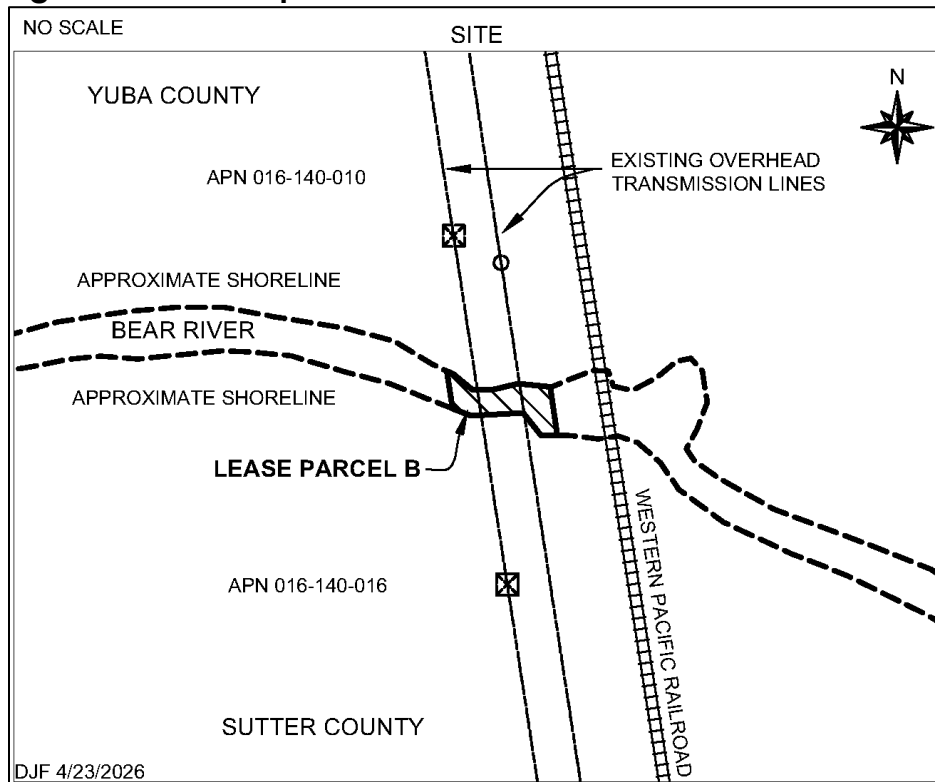 NO SCALE
SITE
YUBA COUNTY
N
APN 016-140-010
EXISTING OVERHEAD
TRANSMISSION LINES
APPROXIMATE SHORELINE
BEAR RIVER
APPROXIMATE SHORELINE
LEASE PARCEL B
WESTERN PACIFIC RAILROAD
APN 016-140-016
SUTTER COUNTY
DJF 4/23/2026